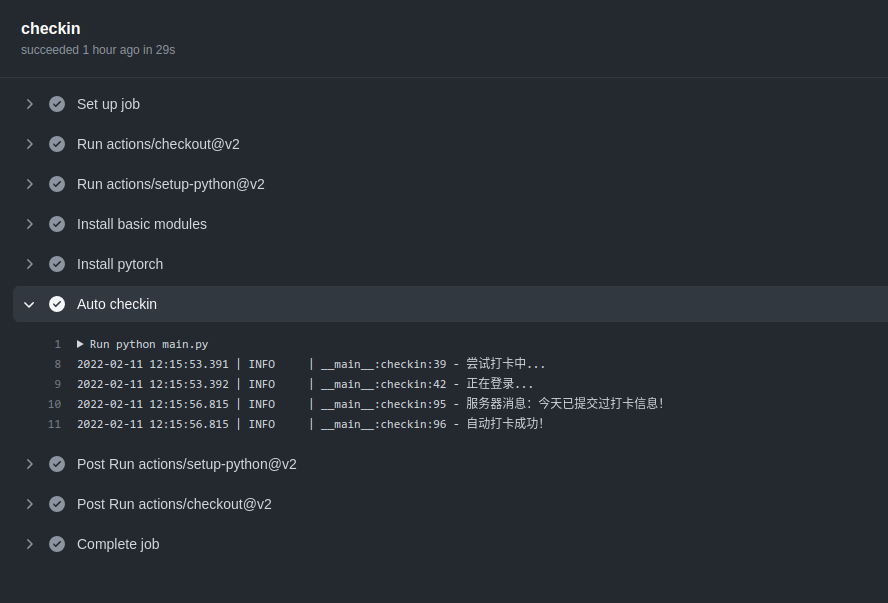 checkin
succeeded 1 hour ago in 29s
Set up job
Run actions/checkout@v2
Run actions/setup-python@v2
Install basic modules
Install pytorch
Auto checkin
1 ▶ Run python main.py
8 2022-02-11 12:15:53.391 | INFO     | __main__:checkin:39 - 尝试打卡中...
9 2022-02-11 12:15:53.392 | INFO     | __main__:checkin:42 - 正在登录...
10 2022-02-11 12:15:56.815 | INFO     | __main__:checkin:95 - 服务器消息: 今天已提交过打卡信息!
11 2022-02-11 12:15:56.815 | INFO     | __main__:checkin:96 - 自动打卡成功!
Post Run actions/setup-python@v2
Post Run actions/checkout@v2
Complete job